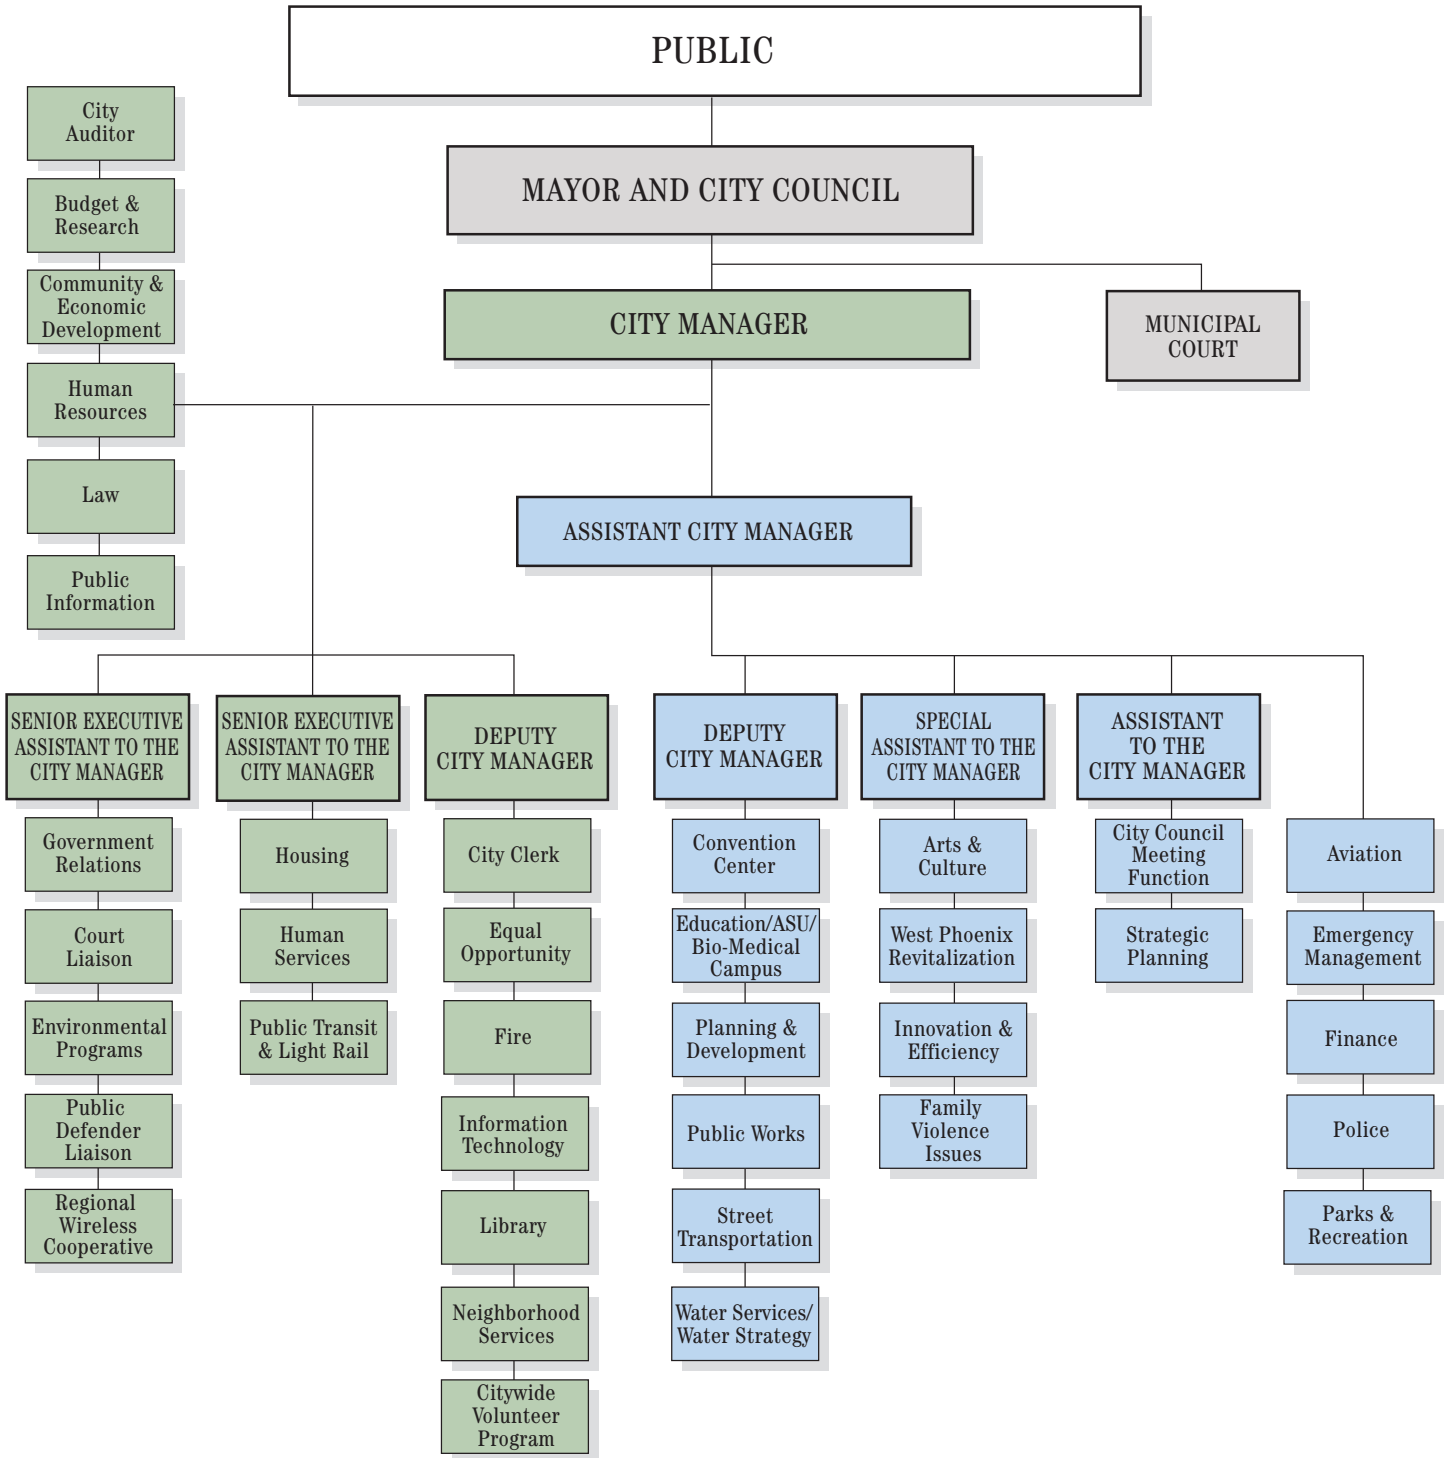 PUBLIC
MAYOR AND CITY COUNCIL
CITY MANAGER
MUNICIPAL
COURT
City
Auditor
Budget &
Research
Community &
Economic
Development
Human
Resources
Law
Public
Information
ASSISTANT CITY MANAGER
SENIOR EXECUTIVE
ASSISTANT TO THE
CITY MANAGER
Government
Relations
Court
Liaison
Environmental
Programs
Public
Defender
Liaison
Regional
Wireless
Cooperative
SENIOR EXECUTIVE
ASSISTANT TO THE
CITY MANAGER
Housing
Human
Services
Public Transit
& Light Rail
DEPUTY
CITY MANAGER
City Clerk
Equal
Opportunity
Fire
Information
Technology
Library
Neighborhood
Services
Citywide
Volunteer
Program
DEPUTY
CITY MANAGER
Convention
Center
Education/ASU/
Bio-Medical
Campus
Planning &
Development
Public Works
Street
Transportation
Water Services/
Water Strategy
SPECIAL
ASSISTANT TO THE
CITY MANAGER
Arts &
Culture
West Phoenix
Revitalization
Innovation &
Efficiency
Family
Violence
Issues
ASSISTANT
TO THE
CITY MANAGER
City Council
Meeting
Function
Strategic
Planning
Aviation
Emergency
Management
Finance
Police
Parks &
Recreation